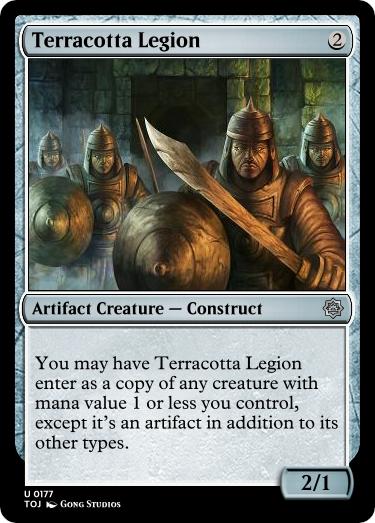 Terracotta Legion 2
Artifact Creature — Construct
You may have Terracotta Legion
enter as a copy of any creature with
mana value 1 or less you control,
except it's an artifact in addition to its
other types.
2/1
U 0177
TOJ Gong Studios